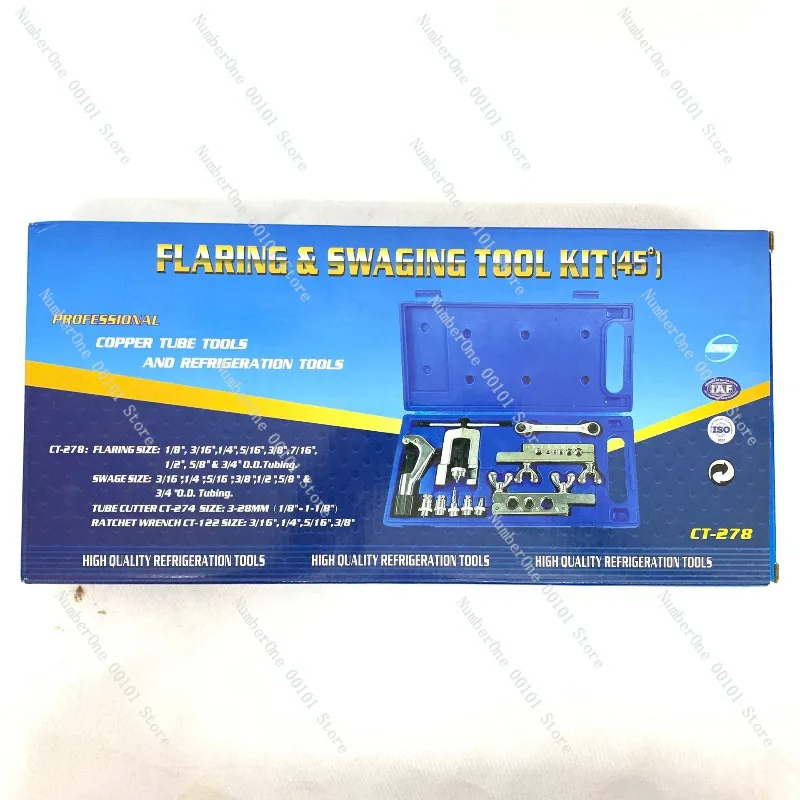 FLARING & SWAGING TOOL KIT(45°)
PROFESSIONAL
COPPER TUBE TOOLS
AND REFRIGERATION TOOLS
IAF
ISO
CT-278: FLARING SIZE: 1/8", 3/16",1/4",5/16",3/8",7/16",
1/2", 5/8" & 3/4" O.D.Tubing.
SWAGE SIZE: 3/16",1/4",5/16",3/8",1/2",5/8" &
3/4" O.D. Tubing.
TUBE CUTTER CT-274 SIZE: 3-28MM (1/8"-1-1/8")
RATCHET WRENCH CT-122 SIZE: 3/16",1/4",5/16",3/8"
CT-278
HIGH QUALITY REFRIGERATION TOOLS HIGH QUALITY REFRIGERATION TOOLS HIGH QUALITY REFRIGERATION TOOLS
NumberOne 00101 Store